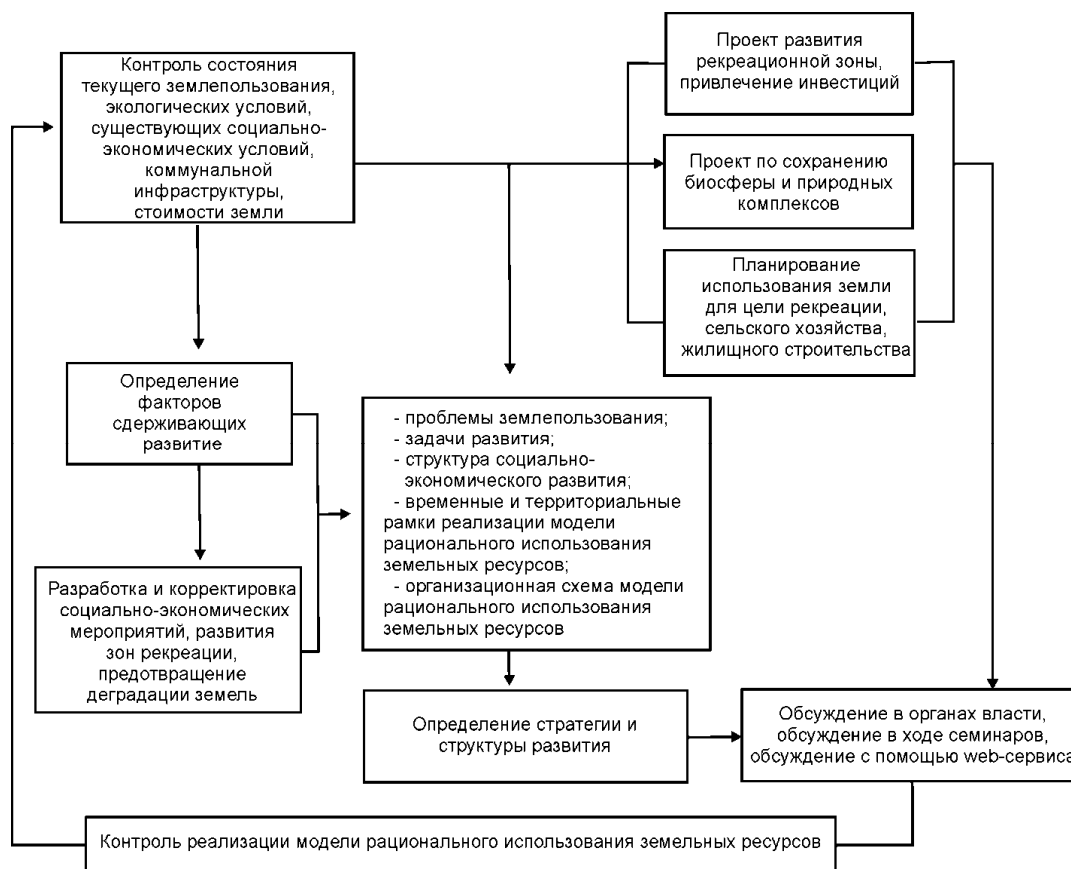 Контроль состояния
текущего землепользования,
экологических условий,
существующих социально-
экономических условий,
коммунальной
инфраструктуры,
стоимости земли
Проект развития
рекреационной зоны,
привлечение инвестиций
Проект по сохранению
биосферы и природных
комплексов
Планирование
использования земли
для цели рекреации,
сельского хозяйства,
жилищного строительства
Определение
факторов
сдерживающих
развитие
- проблемы землепользования;
- задачи развития;
- структура социально-
экономического развития;
- временные и территориальные
рамки реализации модели
рационального использования
земельных ресурсов;
- организационная схема модели
рационального использования
земельных ресурсов
Разработка и корректировка
социально-экономических
мероприятий, развития
зон рекреации,
предотвращение
деградации земель
Определение стратегии и
структуры развития
Обсуждение в органах власти,
обсуждение в ходе семинаров,
обсуждение с помощью web-сервиса
Контроль реализации модели рационального использования земельных ресурсов